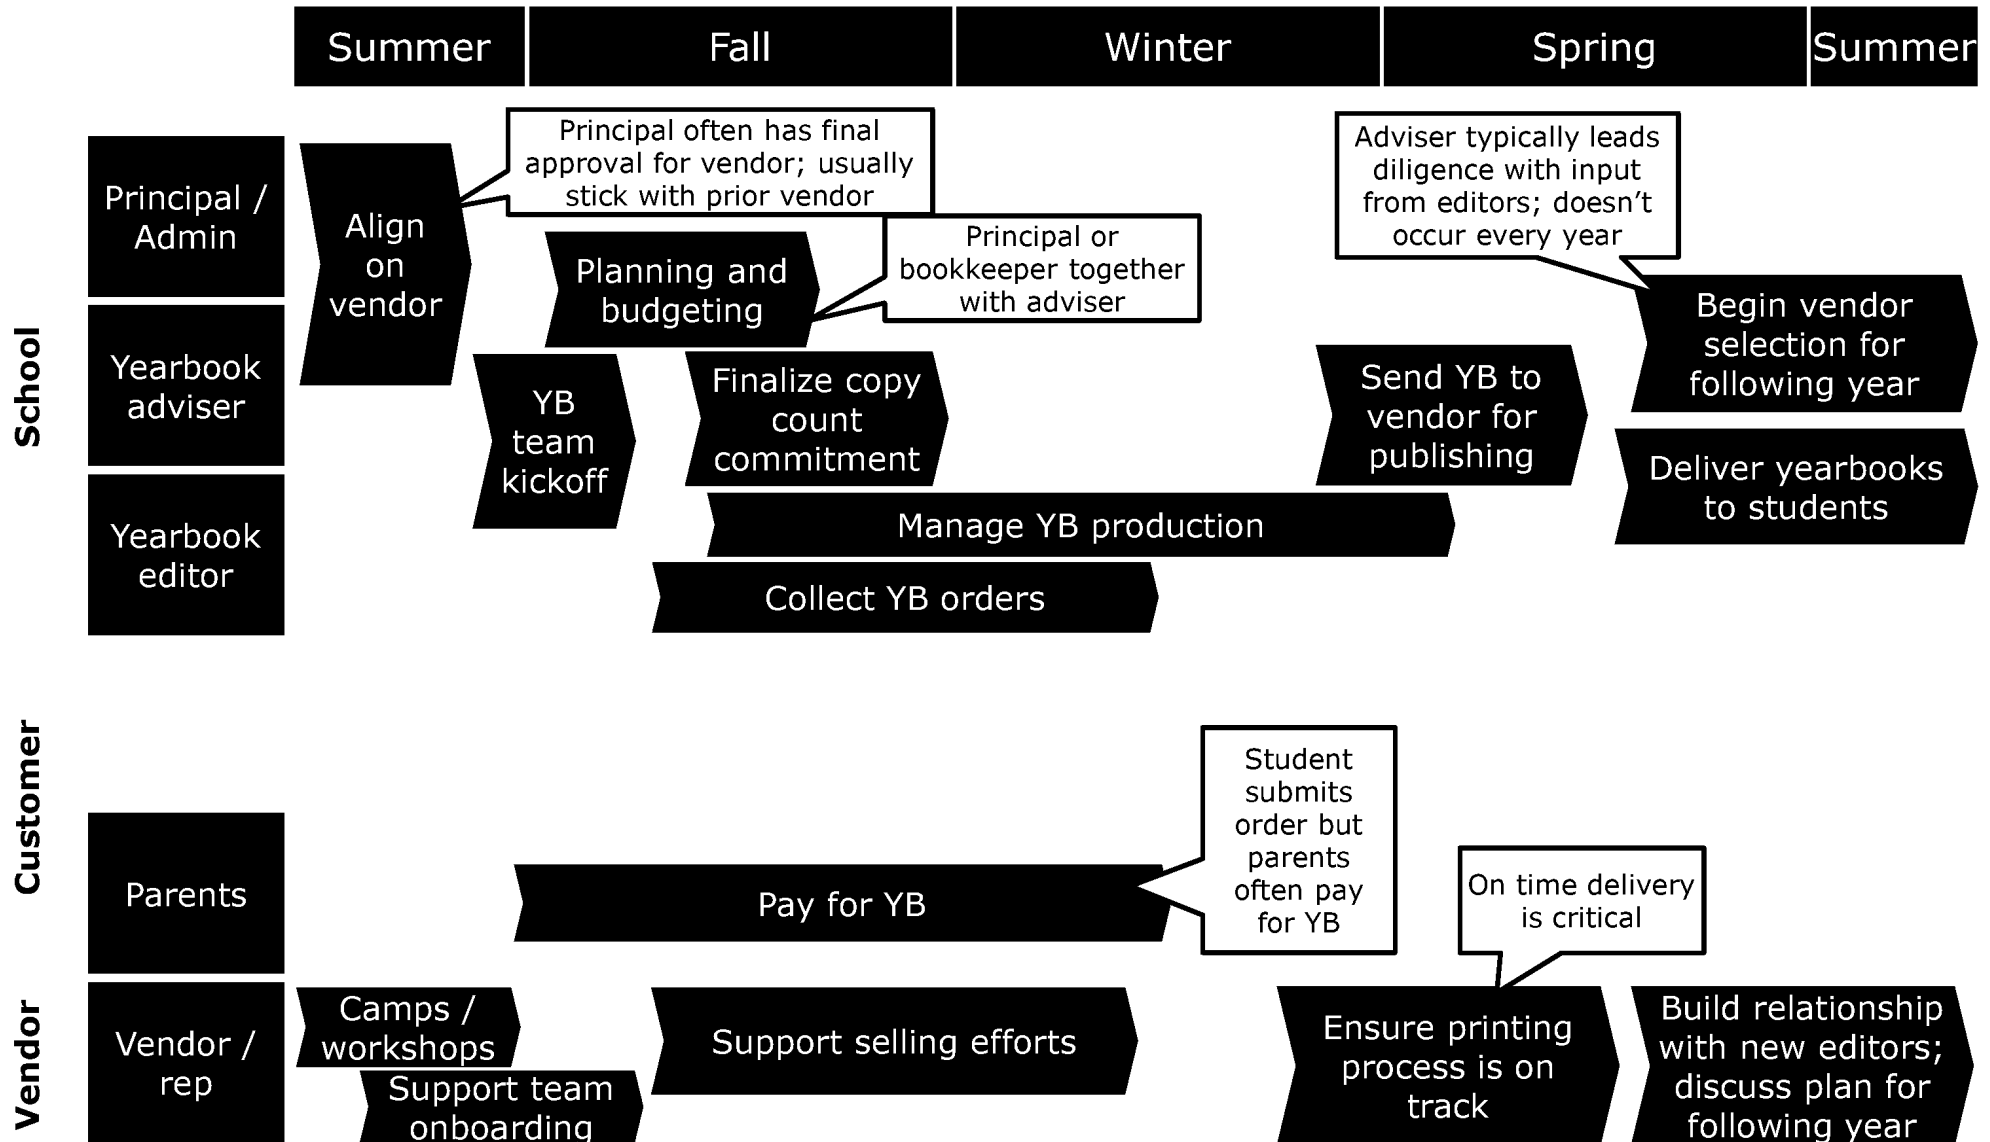 Summer
Fall
Winter
Spring
Summer
School
Principal /
Admin
Yearbook
adviser
Yearbook
editor
Align
on
vendor
Principal often has final
approval for vendor; usually
stick with prior vendor
Planning and
budgeting
Principal or
bookkeeper together
with adviser
Adviser typically leads
diligence with input
from editors; doesn't
occur every year
Begin vendor
selection for
following year
YB
team
kickoff
Finalize copy
count
commitment
Send YB to
vendor for
publishing
Deliver yearbooks
to students
Manage YB production
Collect YB orders
Customer
Parents
Pay for YB
Student
submits
order but
parents
often pay
for YB
On time delivery
is critical
Vendor
Vendor /
rep
Camps /
workshops
Support team
onboarding
Support selling efforts
Ensure printing
process is on
track
Build relationship
with new editors;
discuss plan for
following year